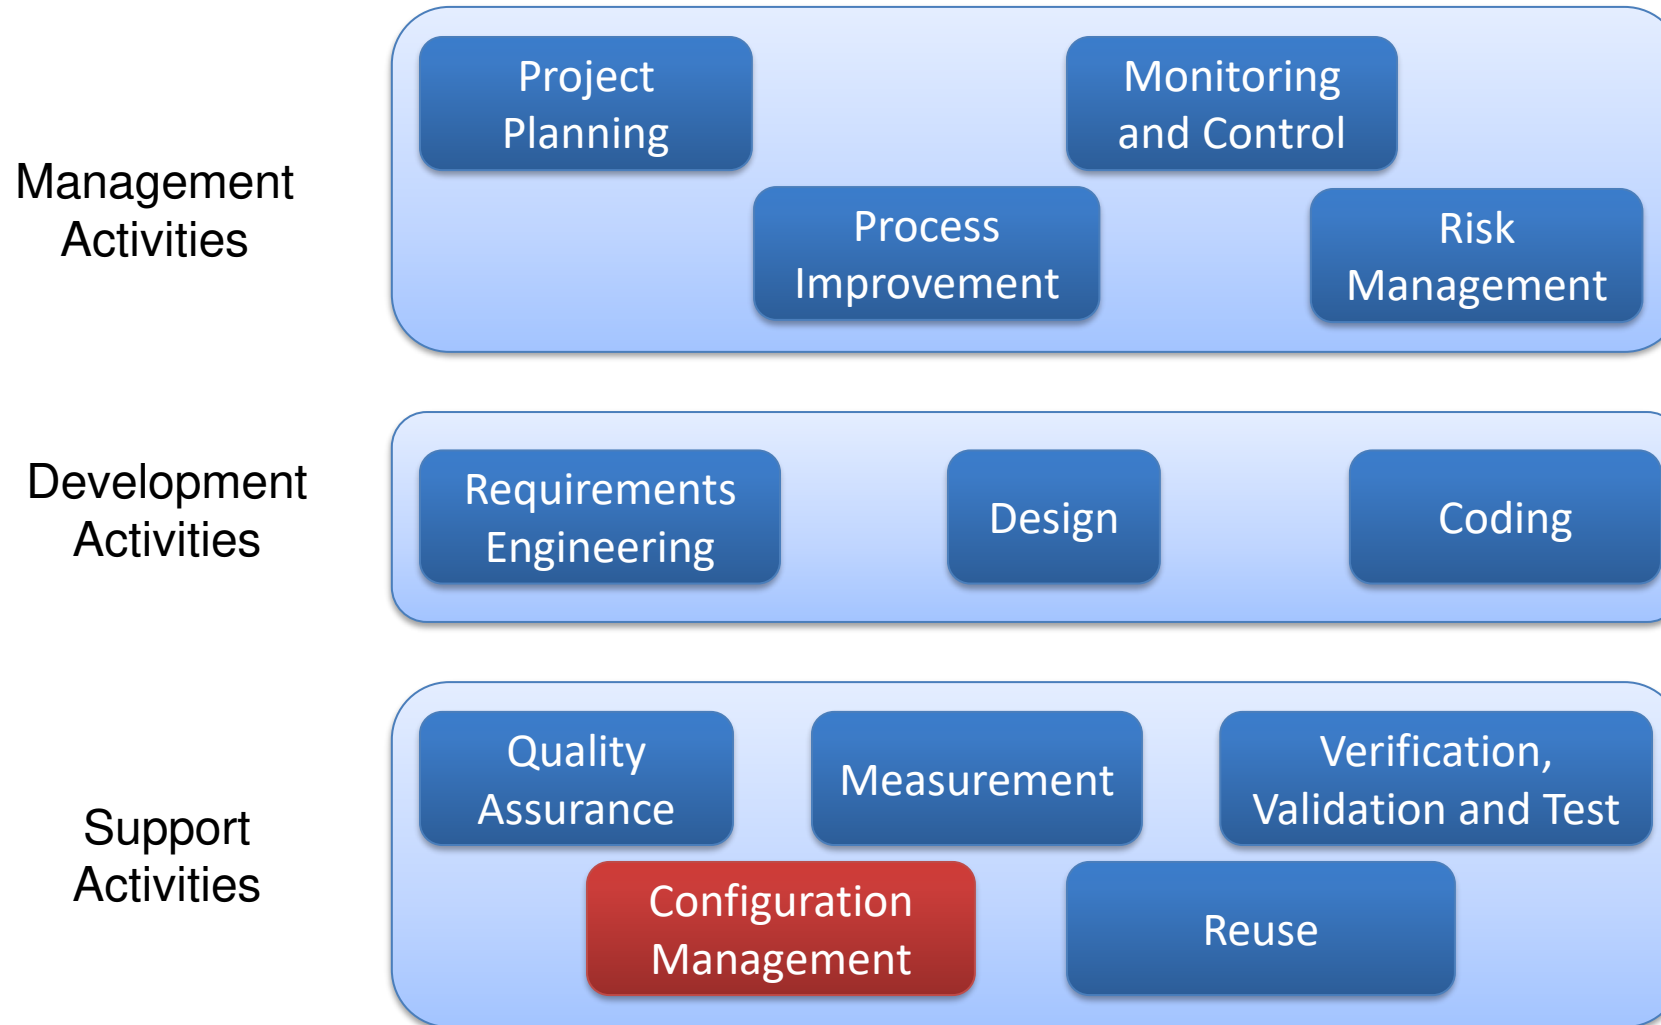 Management
Activities
Project
Planning
Monitoring
and Control
Process
Improvement
Risk
Management
Development
Activities
Requirements
Engineering
Design
Coding
Support
Activities
Quality
Assurance
Measurement
Verification,
Validation and Test
Configuration
Management
Reuse